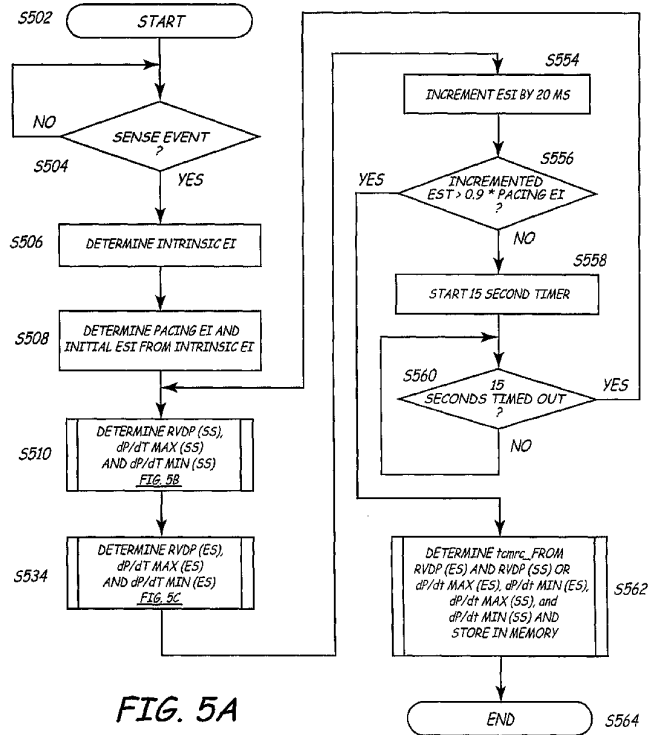 S502
START
NO
SENSE EVENT
?
S504
YES
S506
DETERMINE INTRINSIC EI
S508
DETERMINE PACING EI AND
INITIAL ESI FROM INTRINSIC EI
S510
DETERMINE RVDP (SS),
dP/dT MAX (SS)
AND dP/dT MIN (SS)
FIG. 5B
S534
DETERMINE RVDP (ES),
dP/dT MAX (ES)
AND dP/dT MIN (ES)
FIG. 5C
S554
INCREMENT ESI BY 20 MS
S556
YES
INCREMENTED
EST > 0.9 * PACING EI
?
NO
S558
START 15 SECOND TIMER
S560
15
SECONDS TIMED OUT
?
YES
NO
DETERMINE tcmrc_FROM
RVDP (ES) AND RVDP (SS) OR
dP/dt MAX (ES), dP/dt MIN (ES),
dP/dt MAX (SS), and
dP/dt MIN (SS) AND
STORE IN MEMORY
S562
END
S564
FIG. 5A